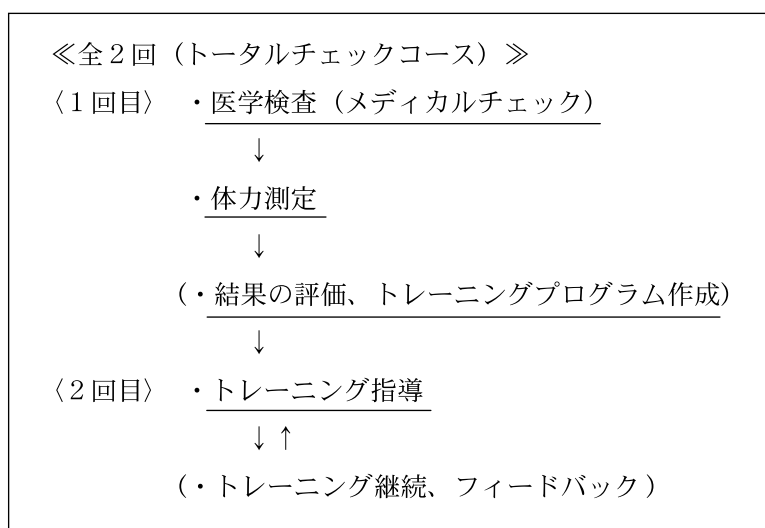 ≪全２回（トータルチェックコース）≫
〈１回目〉 ・医学検査（メディカルチェック）
↓
・体力測定
↓
（・結果の評価、トレーニングプログラム作成）
↓
〈２回目〉 ・トレーニング指導
↓↑
（・トレーニング継続、フィードバック）